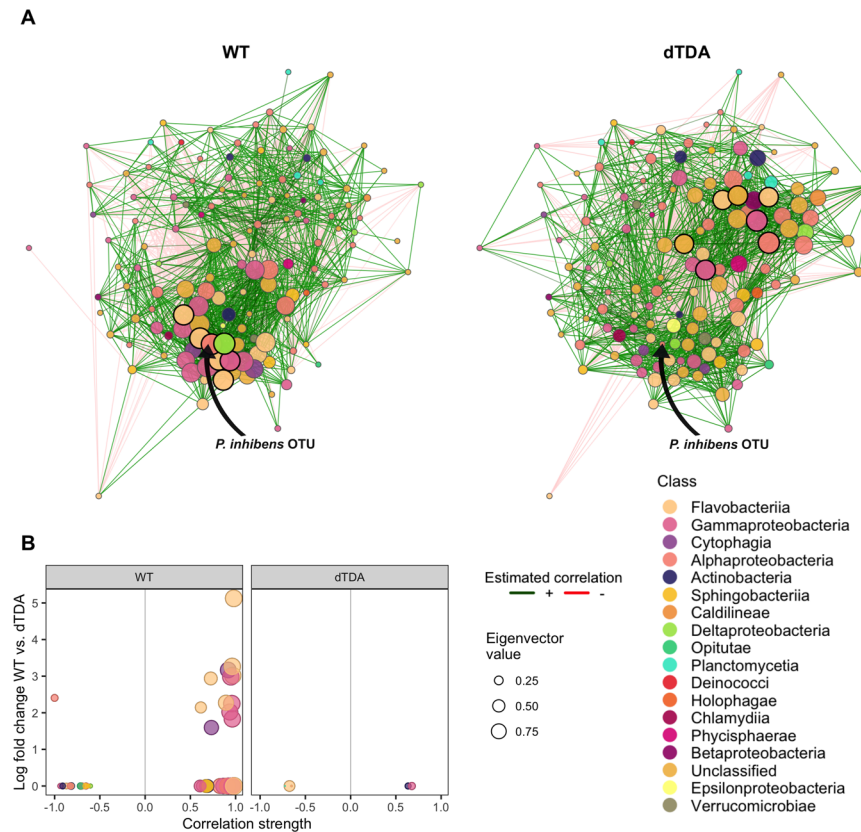 A
WT
dTDA
P. inhibens OTU
P. inhibens OTU
Class
Flavobacteriia
Gammaproteobacteria
Cytophagia
Alphaproteobacteria
Actinobacteria
Sphingobacteriia
Caldilineae
Deltaproteobacteria
Opitutae
Planctomycetia
Deinococci
Holophagae
Chlamydiia
Phycisphaerae
Betaproteobacteria
Unclassified
Epsilonproteobacteria
Verrucomicrobiae
B
WT
dTDA
Log fold change WT vs. dTDA
5
4
3
2
1
0
-1.0 -0.5 0.0 0.5 1.0
-1.0 -0.5 0.0 0.5 1.0
Correlation strength
Estimated correlation
+ -
Eigenvector
value
0.25
0.50
0.75